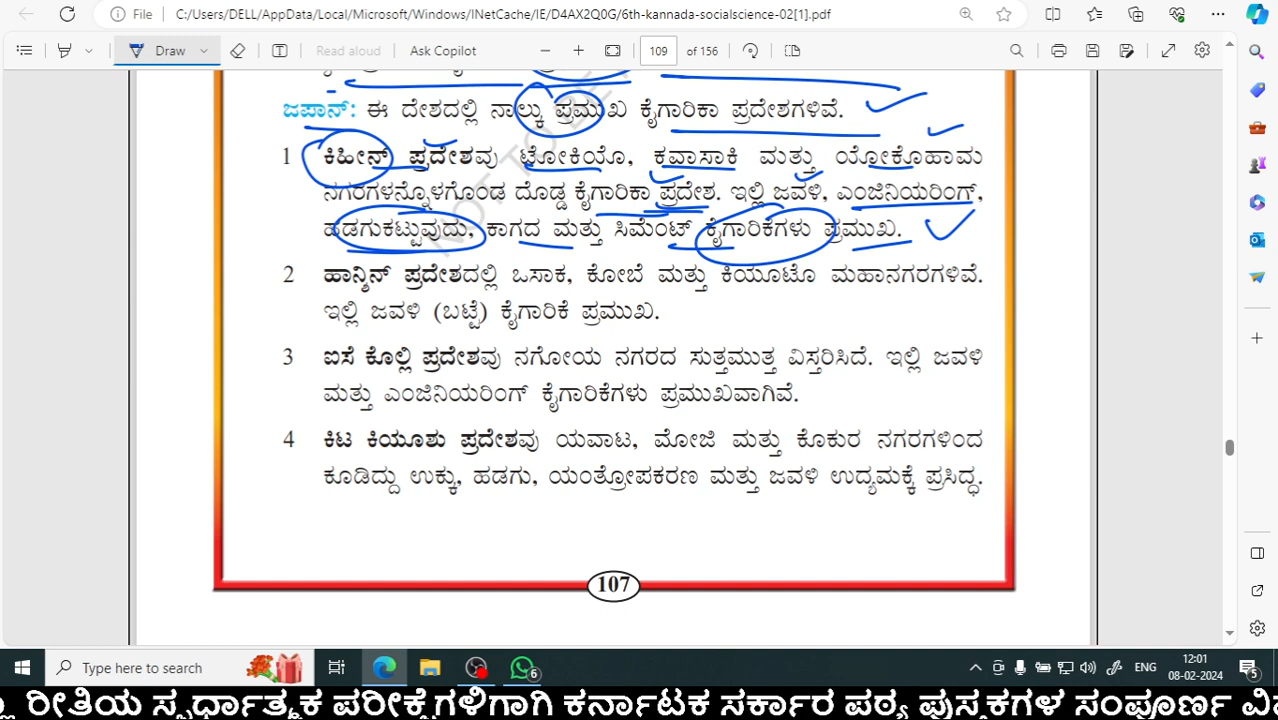 File
C:/Users/DELL/AppData/Local/Microsoft/Windows/INetCache/IE/D4AX2Q0G/6th-kannada-socialscience-02[1].pdf
Draw
Read aloud
Ask Copilot
109 of 156
ಜಪಾನ್: ಈ ದೇಶದಲ್ಲಿ ನಾಲ್ಕು ಪ್ರಮುಖ ಕೈಗಾರಿಕಾ ಪ್ರದೇಶಗಳಿವೆ.
1 ಕಿಹೀನ್ ಪ್ರದೇಶವು ಟೋಕಿಯೊ, ಕವಾಸಾಕಿ ಮತ್ತು ಯೋಕೊಹಾಮ
ನಗರಗಳನ್ನೊಳಗೊಂಡ ದೊಡ್ಡ ಕೈಗಾರಿಕಾ ಪ್ರದೇಶ. ಇಲ್ಲಿ ಜವಳಿ, ಎಂಜಿನಿಯರಿಂಗ್,
ಹಡಗುಕಟ್ಟುವುದು, ಕಾಗದ ಮತ್ತು ಸಿಮೆಂಟ್ ಕೈಗಾರಿಕೆಗಳು ಪ್ರಮುಖ.
2 ಹಾನ್ಶಿನ್ ಪ್ರದೇಶದಲ್ಲಿ ಒಸಾಕ, ಕೋಬೆ ಮತ್ತು ಕಿಯೂಟೊ ಮಹಾನಗರಗಳಿವೆ.
ಇಲ್ಲಿ ಜವಳಿ (ಬಟ್ಟೆ) ಕೈಗಾರಿಕೆ ಪ್ರಮುಖ.
3 ಐಸೆ ಕೊಲ್ಲಿ ಪ್ರದೇಶವು ನಗೋಯ ನಗರದ ಸುತ್ತಮುತ್ತ ವಿಸ್ತರಿಸಿದೆ. ಇಲ್ಲಿ ಜವಳಿ
ಮತ್ತು ಎಂಜಿನಿಯರಿಂಗ್ ಕೈಗಾರಿಕೆಗಳು ಪ್ರಮುಖವಾಗಿವೆ.
4 ಕಿಟ ಕಿಯೂಶು ಪ್ರದೇಶವು ಯವಾಟ, ಮೋಜಿ ಮತ್ತು ಕೊಕುರ ನಗರಗಳಿಂದ
ಕೂಡಿದ್ದು ಉಕ್ಕು, ಹಡಗು, ಯಂತ್ರೋಪಕರಣ ಮತ್ತು ಜವಳಿ ಉದ್ಯಮಕ್ಕೆ ಪ್ರಸಿದ್ಧ.
NOT TO BE
107
Type here to search
6
ENG
12:01
08-02-2024
5
ರೀತಿಯ ಸ್ಪರ್ಧಾತ್ಮಕ ಪರೀಕ್ಷೆಗಳಿಗಾಗಿ ಕರ್ನಾಟಕ ಸರ್ಕಾರ ಪಠ್ಯ ಪುಸ್ತಕಗಳ ಸಂಪೂರ್ಣ